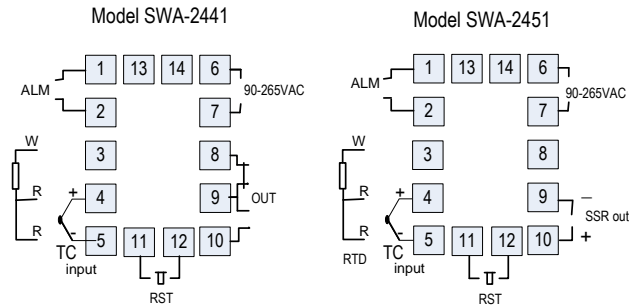 Model SWA-2441
Model SWA-2451
1 13 14 6
ALM
90-265VAC
2 7
W
3 8
R
+
4 9
OUT
R
-
5 11 12 10
TC
input
RST
1 13 14 6
ALM
90-265VAC
2 7
W
3 8
R
+
4 9
–
SSR out
R
-
5 11 12 10
+
RTD
TC
input
RST